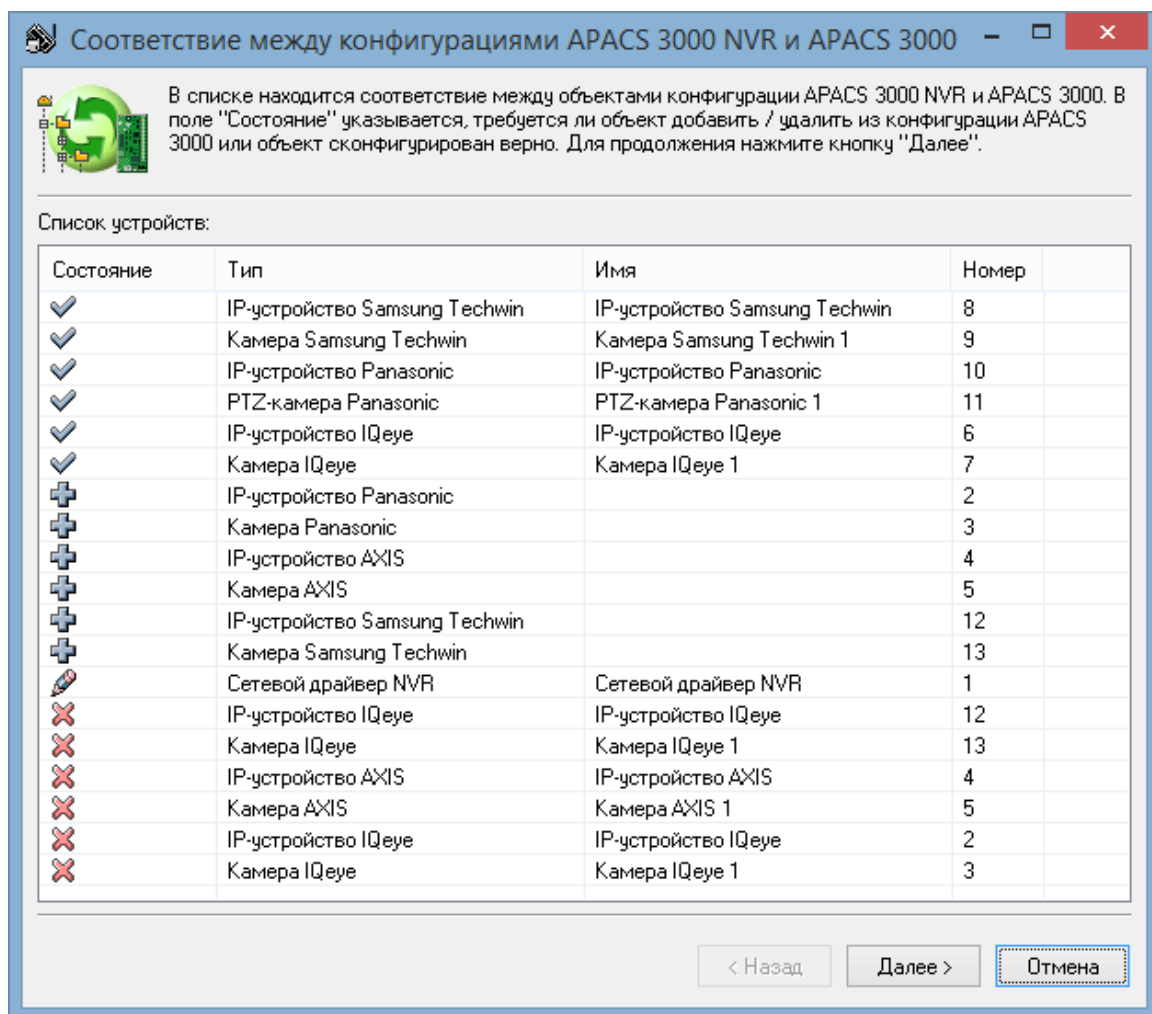 Соответствие между конфигурациями APACS 3000 NVR и APACS 3000
В списке находится соответствие между объектами конфигурации APACS 3000 NVR и APACS 3000. В
поле "Состояние" указывается, требуется ли объект добавить / удалить из конфигурации APACS
3000 или объект сконфигурирован верно. Для продолжения нажмите кнопку "Далее".
Список устройств:
Состояние Тип Имя Номер
IP-устройство Samsung Techwin IP-устройство Samsung Techwin 8
Камера Samsung Techwin Камера Samsung Techwin 1 9
IP-устройство Panasonic IP-устройство Panasonic 10
PTZ-камера Panasonic PTZ-камера Panasonic 1 11
IP-устройство IQeye IP-устройство IQeye 6
Камера IQeye Камера IQeye 1 7
IP-устройство Panasonic 2
Камера Panasonic 3
IP-устройство AXIS 4
Камера AXIS 5
IP-устройство Samsung Techwin 12
Камера Samsung Techwin 13
Сетевой драйвер NVR Сетевой драйвер NVR 1
IP-устройство IQeye IP-устройство IQeye 12
Камера IQeye Камера IQeye 1 13
IP-устройство AXIS IP-устройство AXIS 4
Камера AXIS Камера AXIS 1 5
IP-устройство IQeye IP-устройство IQeye 2
Камера IQeye Камера IQeye 1 3
< Назад Далее > Отмена